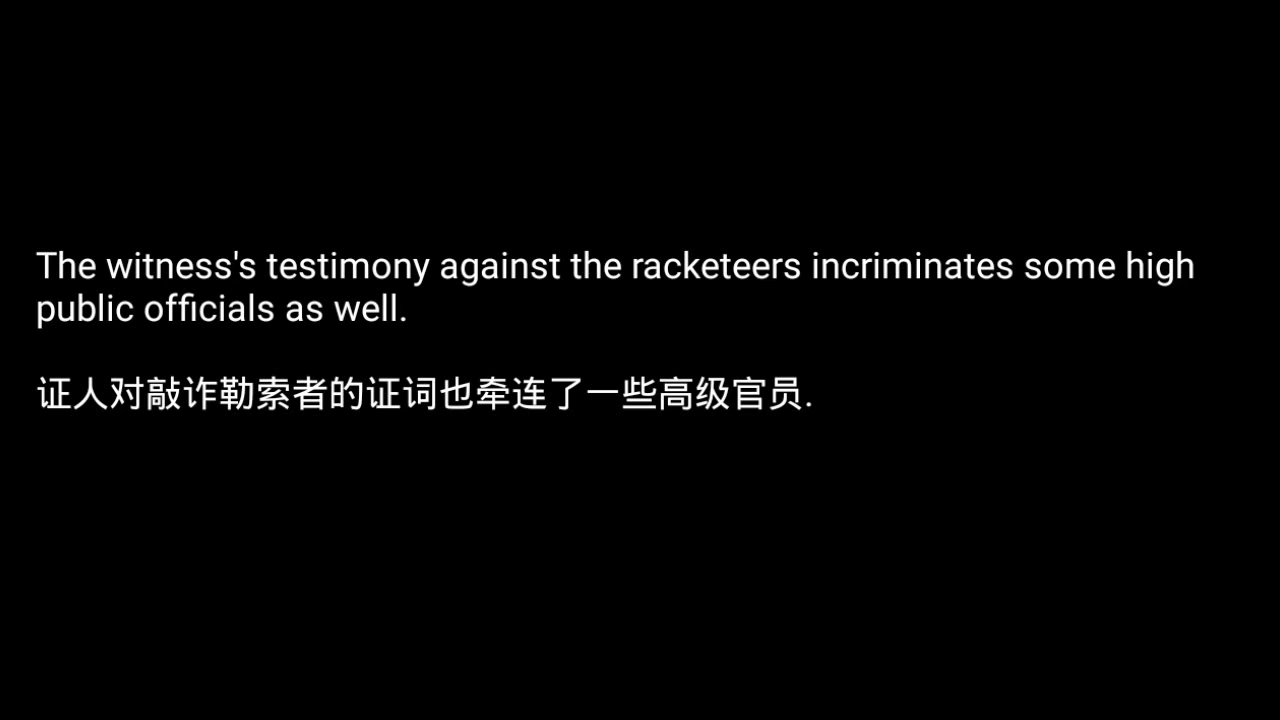 The witness's testimony against the racketeers incriminates some high
public officials as well.
证人对敲诈勒索者的证词也牵连了一些高级官员.